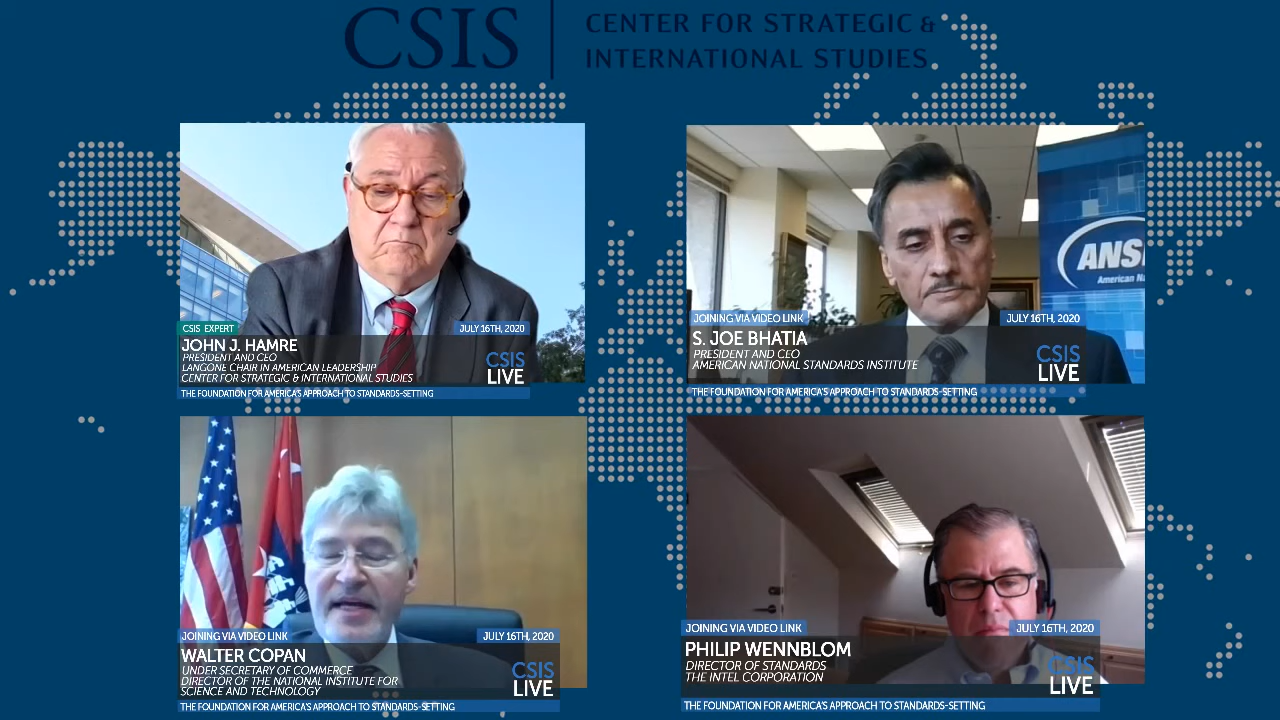 CSIS
CENTER FOR STRATEGIC &
INTERNATIONAL STUDIES
CSIS EXPERT
JULY 16TH, 2020
JOHN J. HAMRE
PRESIDENT AND CEO
LANGONE CHAIR IN AMERICAN LEADERSHIP
CENTER FOR STRATEGIC & INTERNATIONAL STUDIES
CSIS
LIVE
THE FOUNDATION FOR AMERICA'S APPROACH TO STANDARDS-SETTING
ANS
American Na
JOINING VIA VIDEO LINK
JULY 16TH, 2020
S. JOE BHATIA
PRESIDENT AND CEO
AMERICAN NATIONAL STANDARDS INSTITUTE
CSIS
LIVE
THE FOUNDATION FOR AMERICA'S APPROACH TO STANDARDS-SETTING
JOINING VIA VIDEO LINK
JULY 16TH, 2020
WALTER COPAN
UNDER SECRETARY OF COMMERCE
DIRECTOR OF THE NATIONAL INSTITUTE FOR
SCIENCE AND TECHNOLOGY
CSIS
LIVE
THE FOUNDATION FOR AMERICA'S APPROACH TO STANDARDS-SETTING
JOINING VIA VIDEO LINK
JULY 16TH, 2020
PHILIP WENNBLOM
DIRECTOR OF STANDARDS
THE INTEL CORPORATION
CSIS
LIVE
THE FOUNDATION FOR AMERICA'S APPROACH TO STANDARDS-SETTING